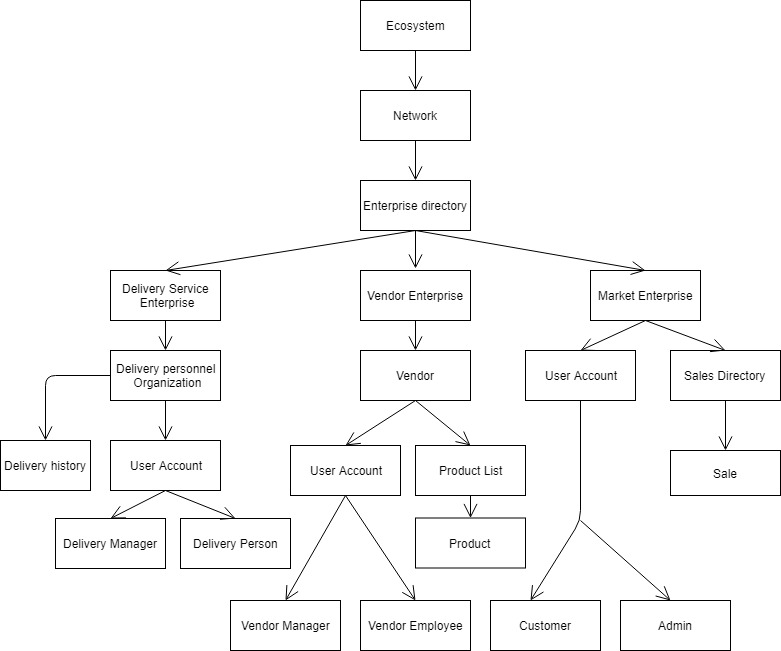 Ecosystem
Network
Enterprise directory
Delivery Service
Enterprise
Vendor Enterprise
Market Enterprise
Delivery personnel
Organization
Vendor
User Account
Sales Directory
Delivery history
User Account
User Account
Product List
Sale
Delivery Manager
Delivery Person
Product
Vendor Manager
Vendor Employee
Customer
Admin